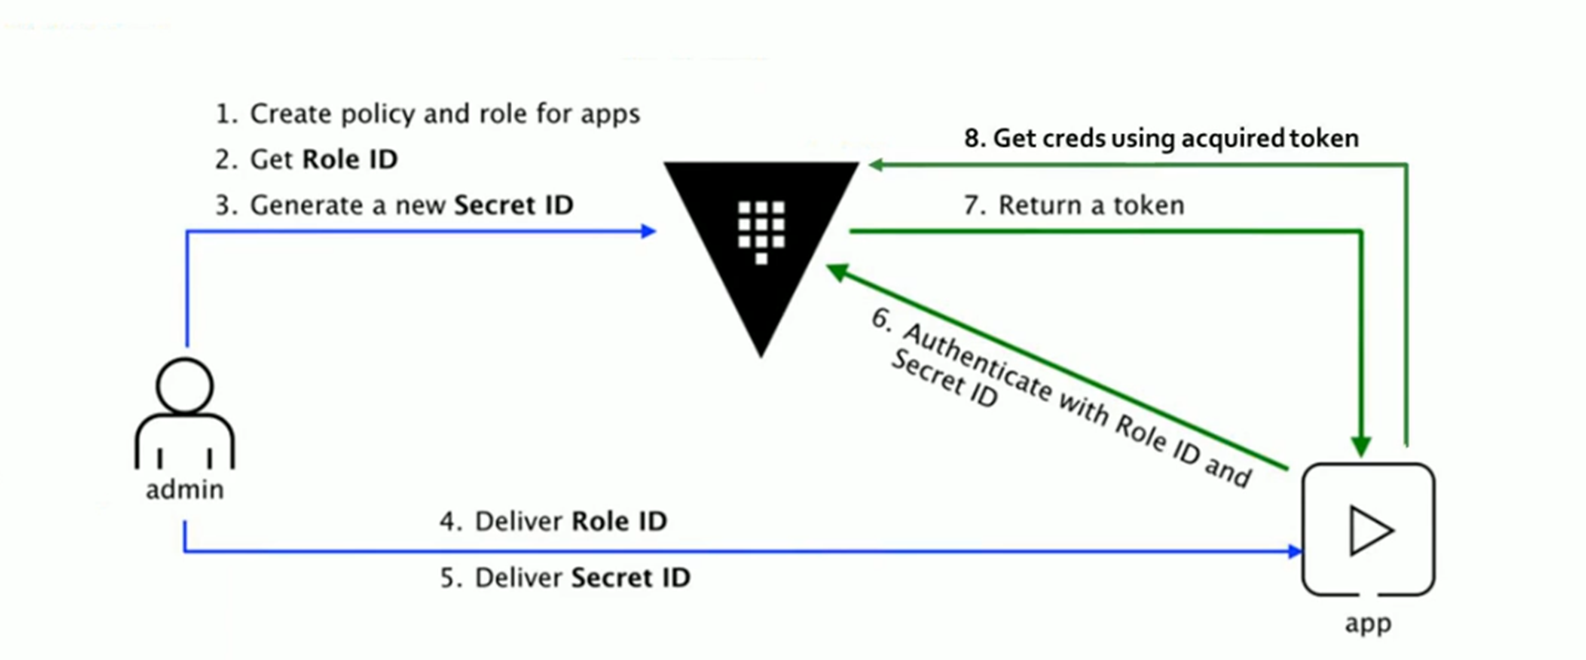 1. Create policy and role for apps
2. Get Role ID
3. Generate a new Secret ID
8. Get creds using acquired token
7. Return a token
6. Authenticate with Role ID and
Secret ID
admin
4. Deliver Role ID
5. Deliver Secret ID
app